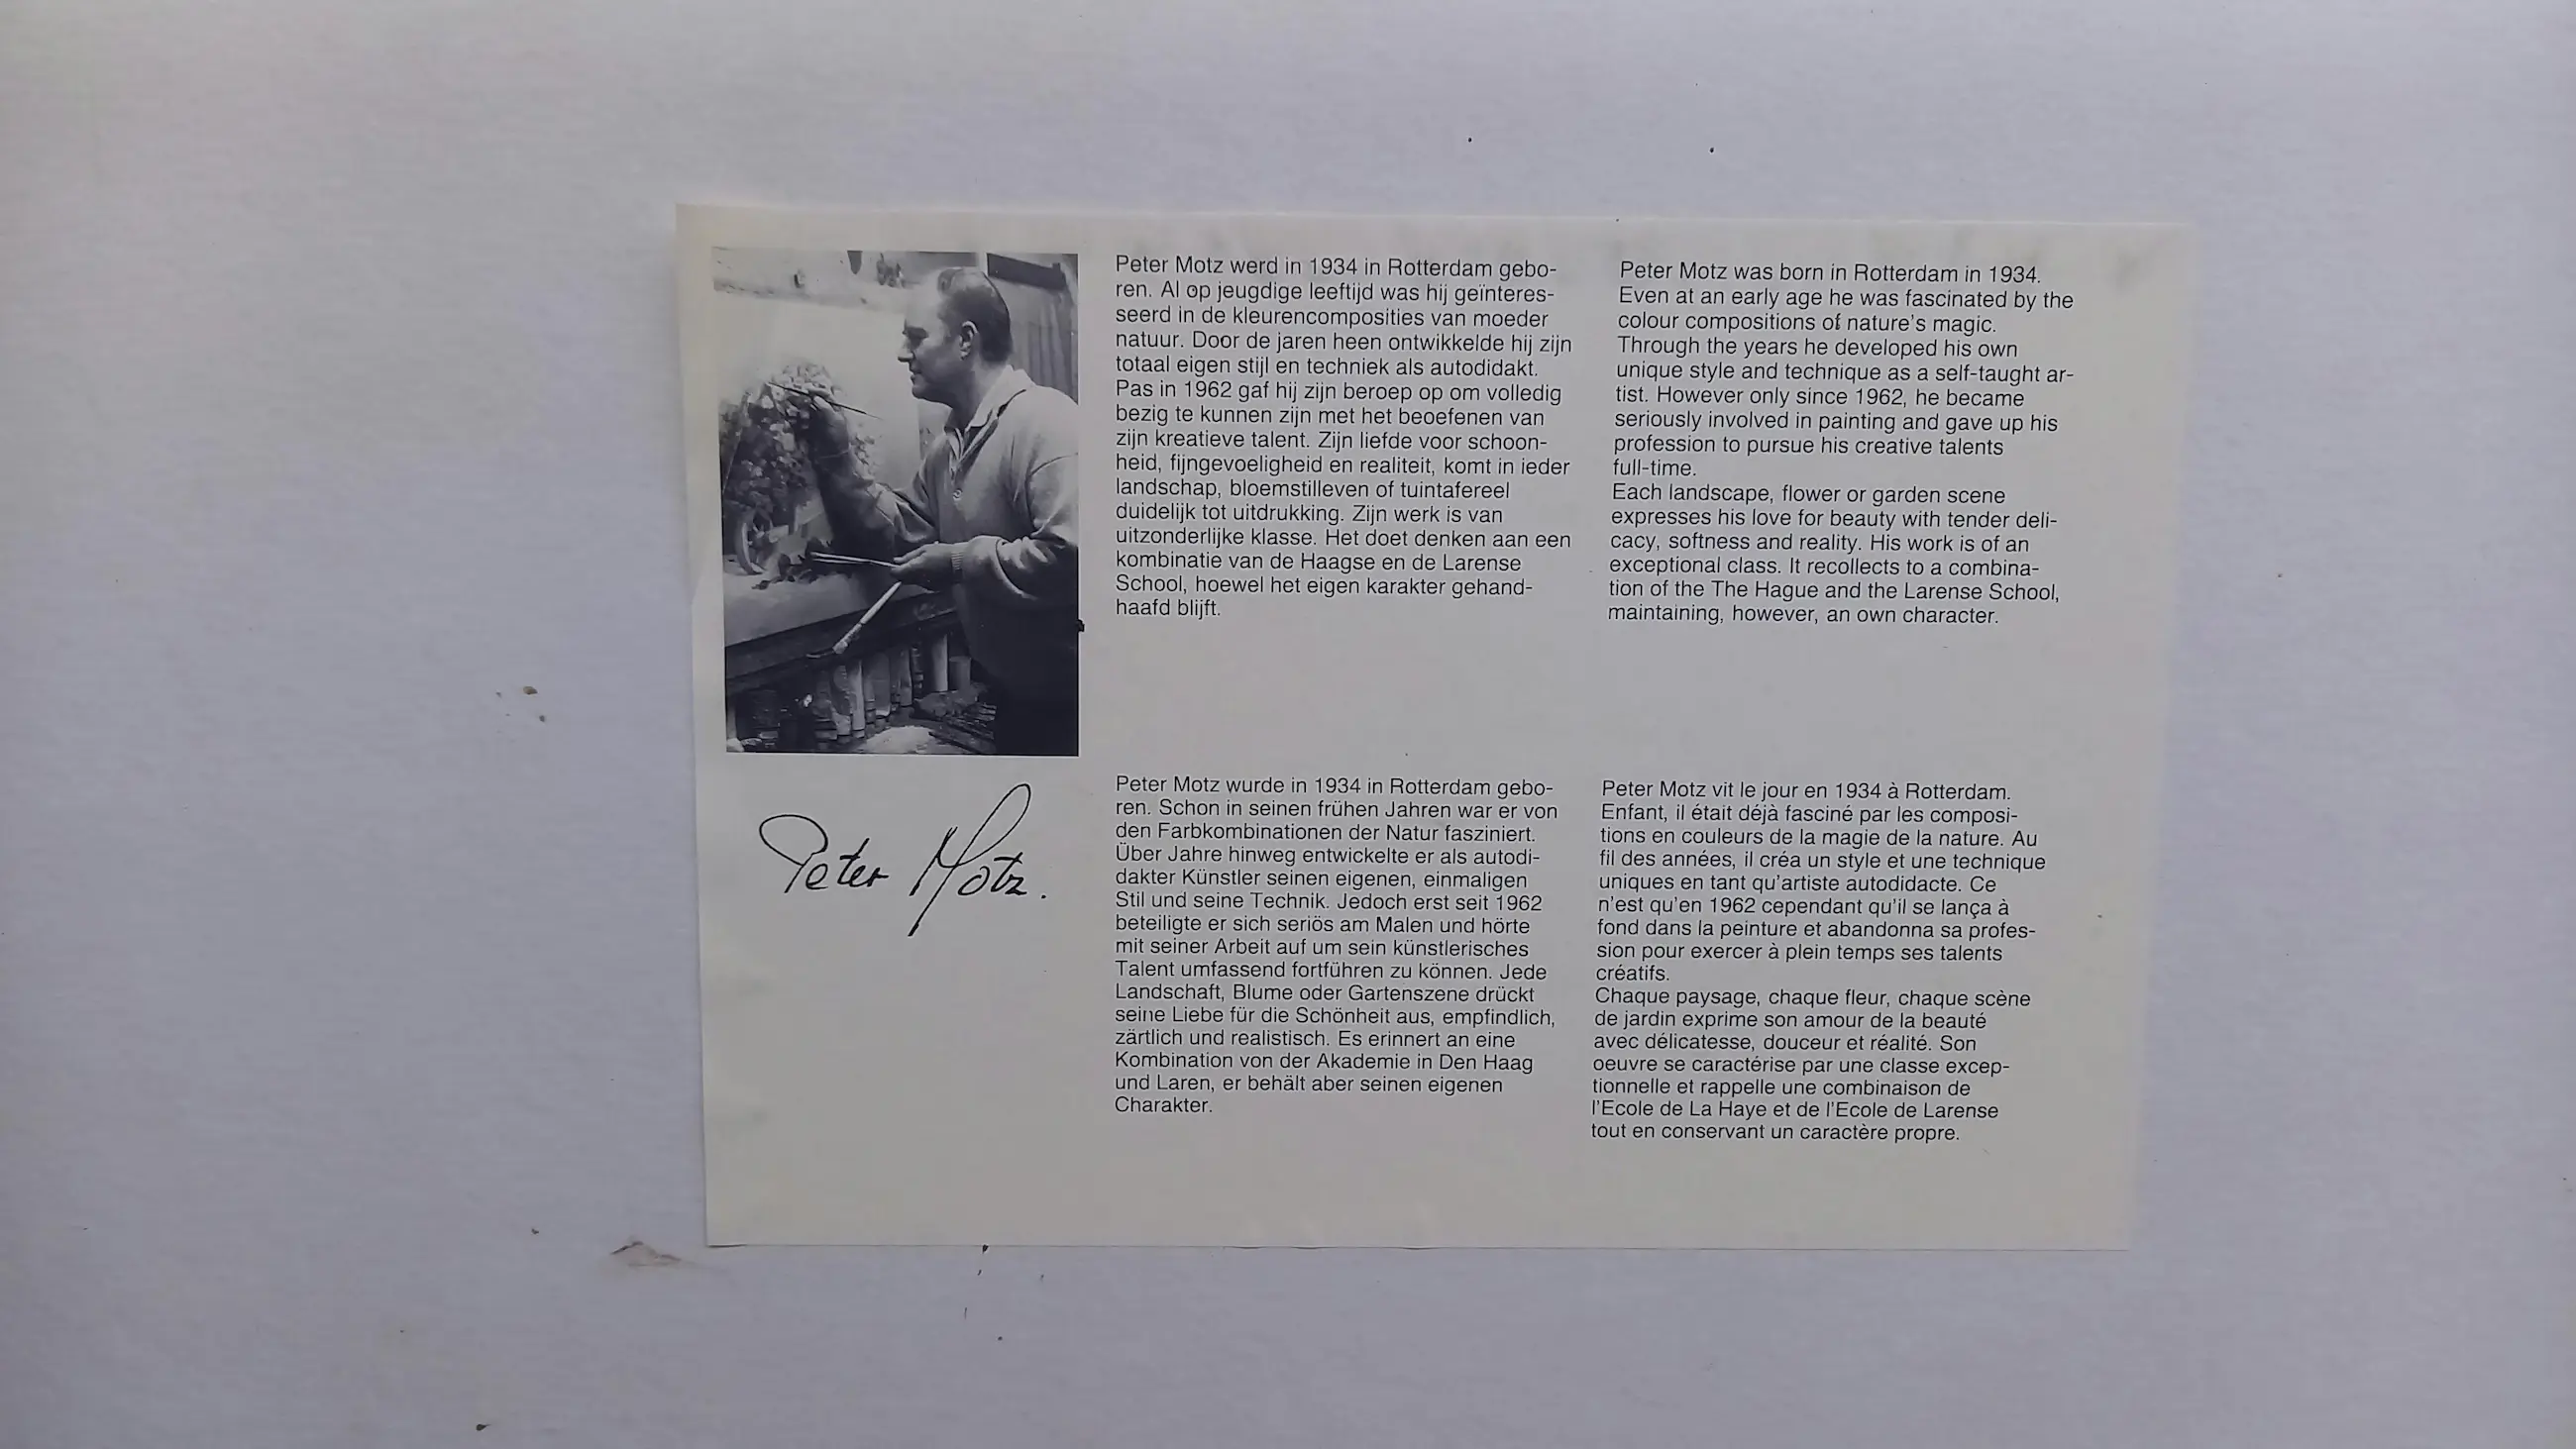 Peter Motz werd in 1934 in Rotterdam gebo-
ren. Al op jeugdige leeftijd was hij geïnteres-
seerd in de kleurencomposities van moeder
natuur. Door de jaren heen ontwikkelde hij zijn
totaal eigen stijl en techniek als autodidakt.
Pas in 1962 gaf hij zijn beroep op om volledig
bezig te kunnen zijn met het beoefenen van
zijn kreatieve talent. Zijn liefde voor schoon-
heid, fijngevoeligheid en realiteit, komt in ieder
landschap, bloemstilleven of tuintafereel
duidelijk tot uitdrukking. Zijn werk is van
uitzonderlijke klasse. Het doet denken aan een
kombinatie van de Haagse en de Larense
School, hoewel het eigen karakter gehand-
haafd blijft.
Peter Motz was born in Rotterdam in 1934.
Even at an early age he was fascinated by the
colour compositions of nature's magic.
Through the years he developed his own
unique style and technique as a self-taught ar-
tist. However only since 1962, he became
seriously involved in painting and gave up his
profession to pursue his creative talents
full-time.
Each landscape, flower or garden scene
expresses his love for beauty with tender deli-
cacy, softness and reality. His work is of an
exceptional class. It recollects to a combina-
tion of the The Hague and the Larense School,
maintaining, however, an own character.
Peter Motz.
Peter Motz wurde in 1934 in Rotterdam gebo-
ren. Schon in seinen frühen Jahren war er von
den Farbkombinationen der Natur fasziniert.
Über Jahre hinweg entwickelte er als autodi-
dakter Künstler seinen eigenen, einmaligen
Stil und seine Technik. Jedoch erst seit 1962
beteiligte er sich seriös am Malen und hörte
mit seiner Arbeit auf um sein künstlerisches
Talent umfassend fortführen zu können. Jede
Landschaft, Blume oder Gartenszene drückt
seine Liebe für die Schönheit aus, empfindlich,
zärtlich und realistisch. Es erinnert an eine
Kombination von der Akademie in Den Haag
und Laren, er behält aber seinen eigenen
Charakter.
Peter Motz vit le jour en 1934 à Rotterdam.
Enfant, il était déjà fasciné par les composi-
tions en couleurs de la magie de la nature. Au
fil des années, il créa un style et une technique
uniques en tant qu'artiste autodidacte. Ce
n'est qu'en 1962 cependant qu'il se lança à
fond dans la peinture et abandonna sa profes-
sion pour exercer à plein temps ses talents
créatifs.
Chaque paysage, chaque fleur, chaque scène
de jardin exprime son amour de la beauté
avec délicatesse, douceur et réalité. Son
oeuvre se caractérise par une classe excep-
tionnelle et rappelle une combinaison de
l'Ecole de La Haye et de l'Ecole de Larense
tout en conservant un caractère propre.